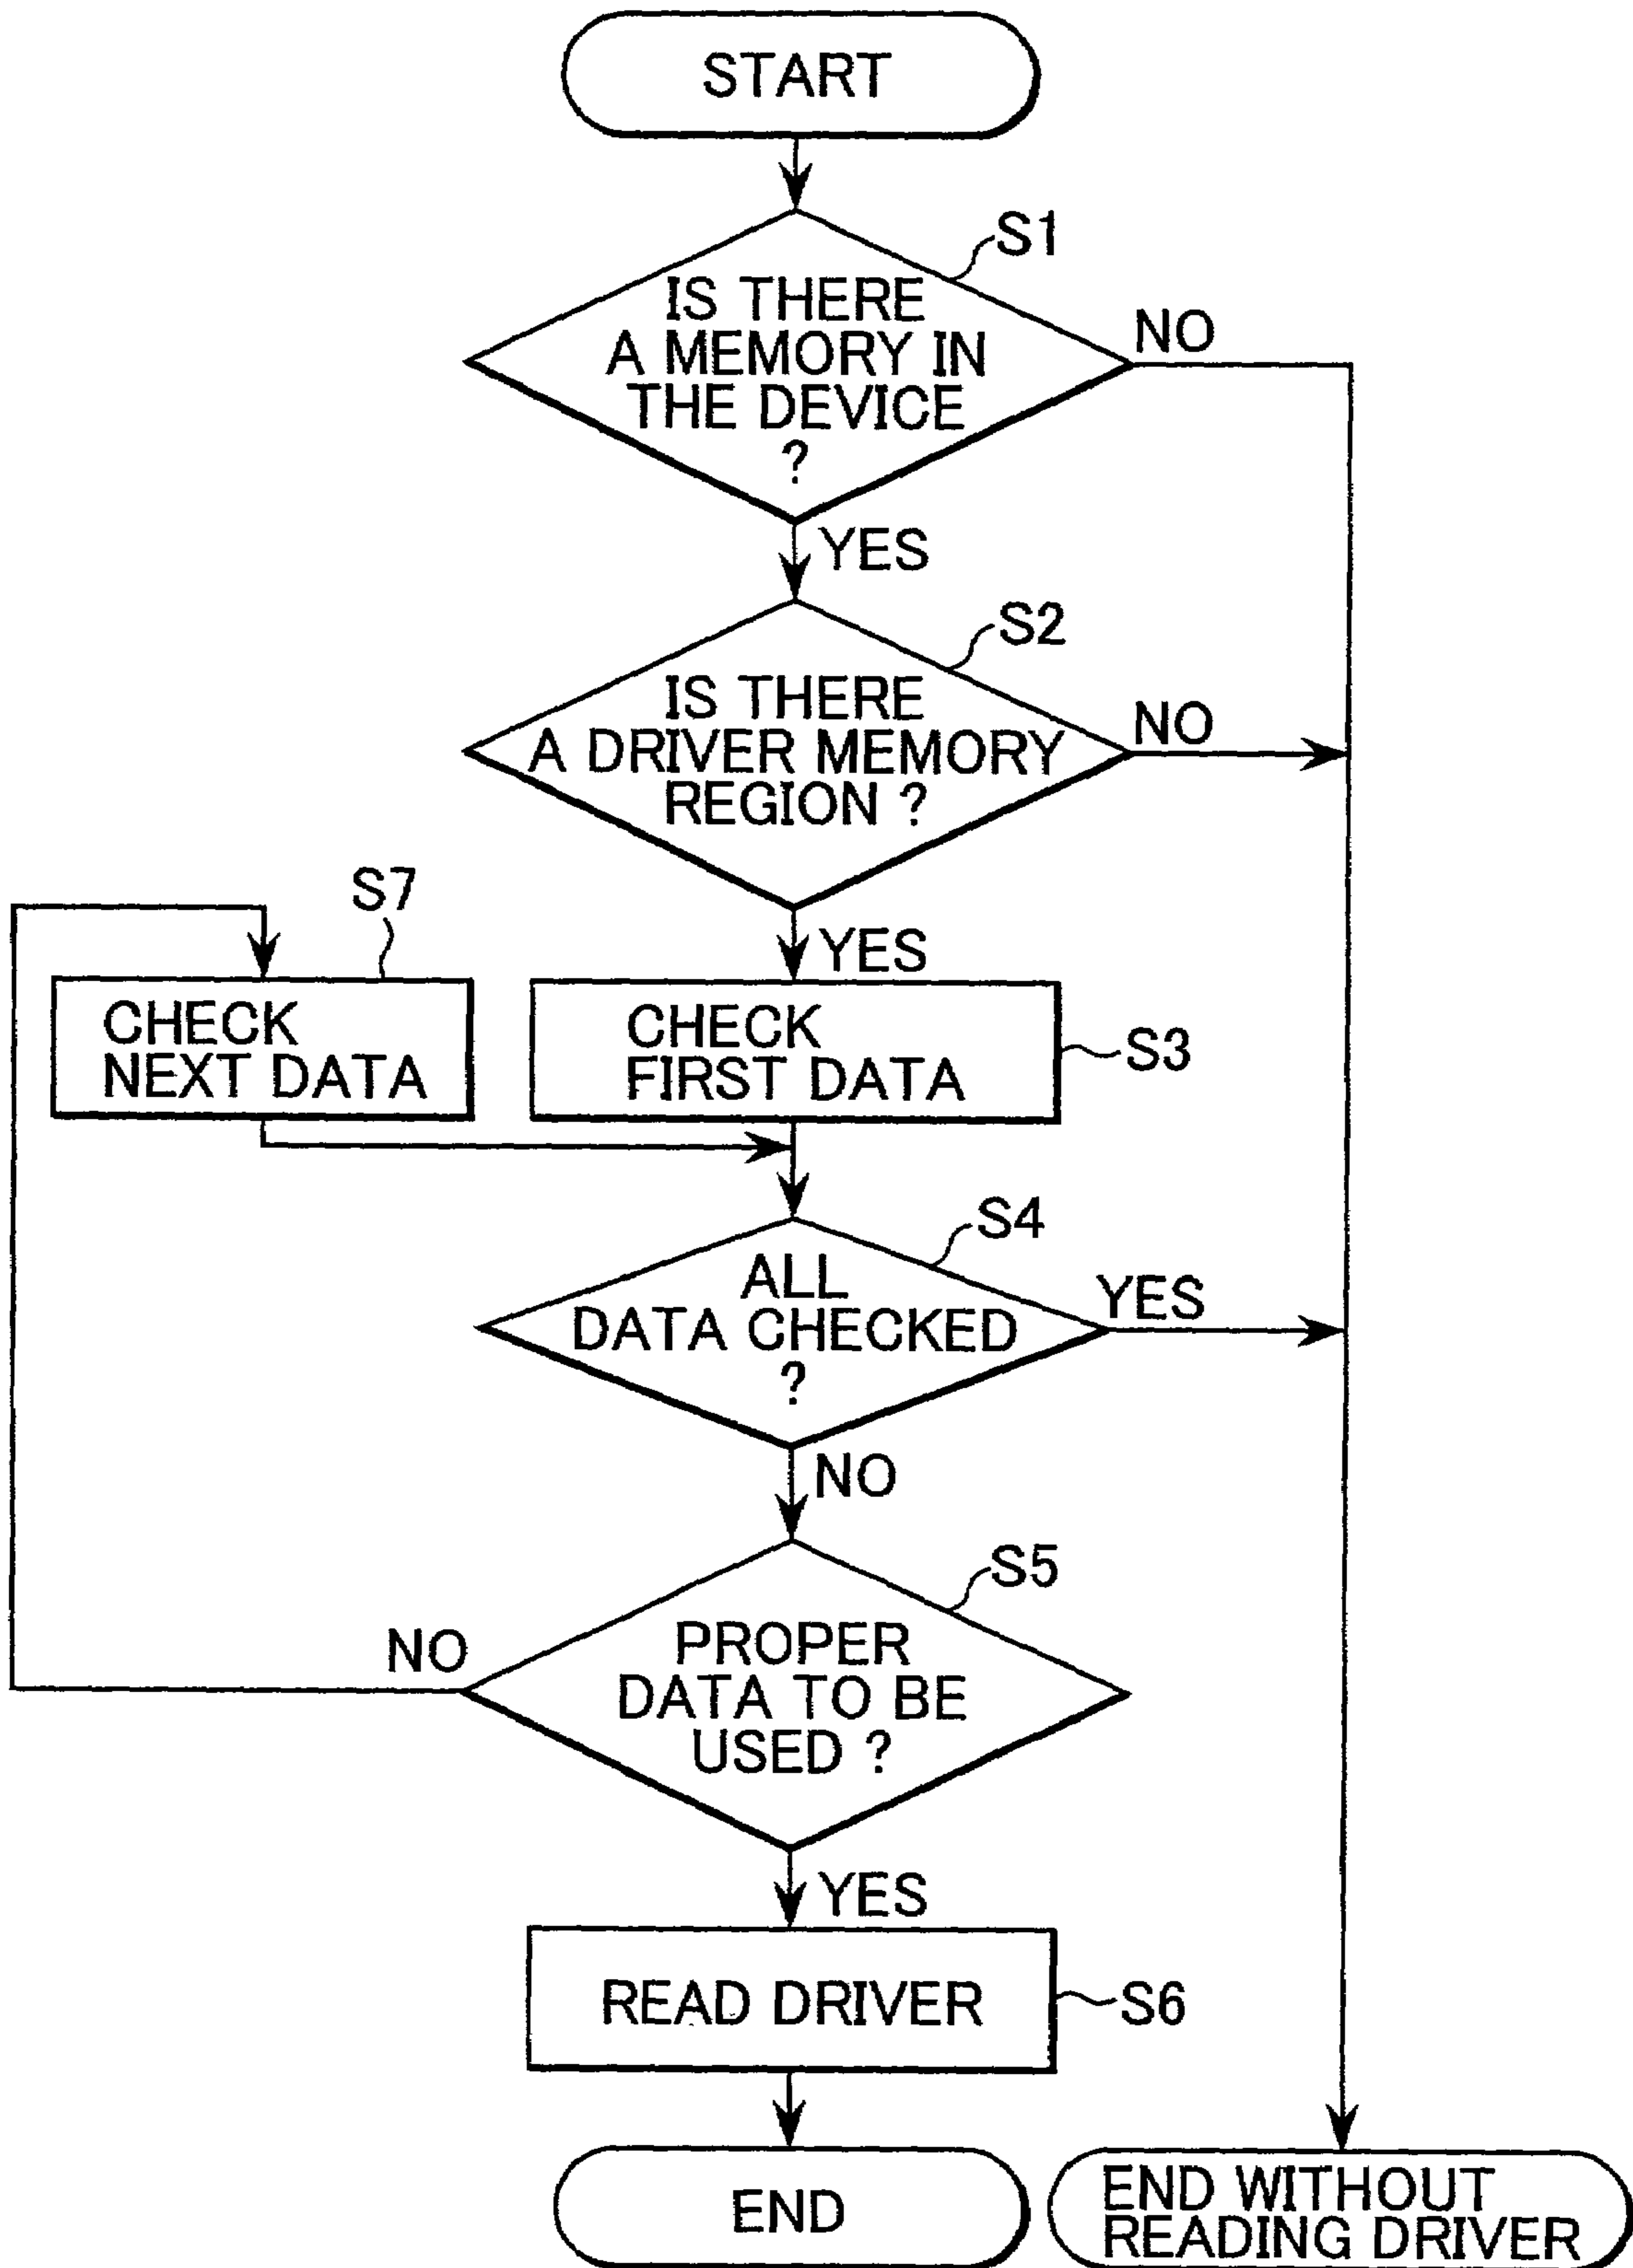 START
S1
IS THERE
A MEMORY IN
THE DEVICE
?
NO
YES
S2
IS THERE
A DRIVER MEMORY
REGION ?
NO
YES
S7
CHECK
NEXT DATA
CHECK
FIRST DATA
S3
S4
ALL
DATA CHECKED
?
YES
NO
S5
PROPER
DATA TO BE
USED ?
NO
YES
READ DRIVER
S6
END
END WITHOUT
READING DRIVER